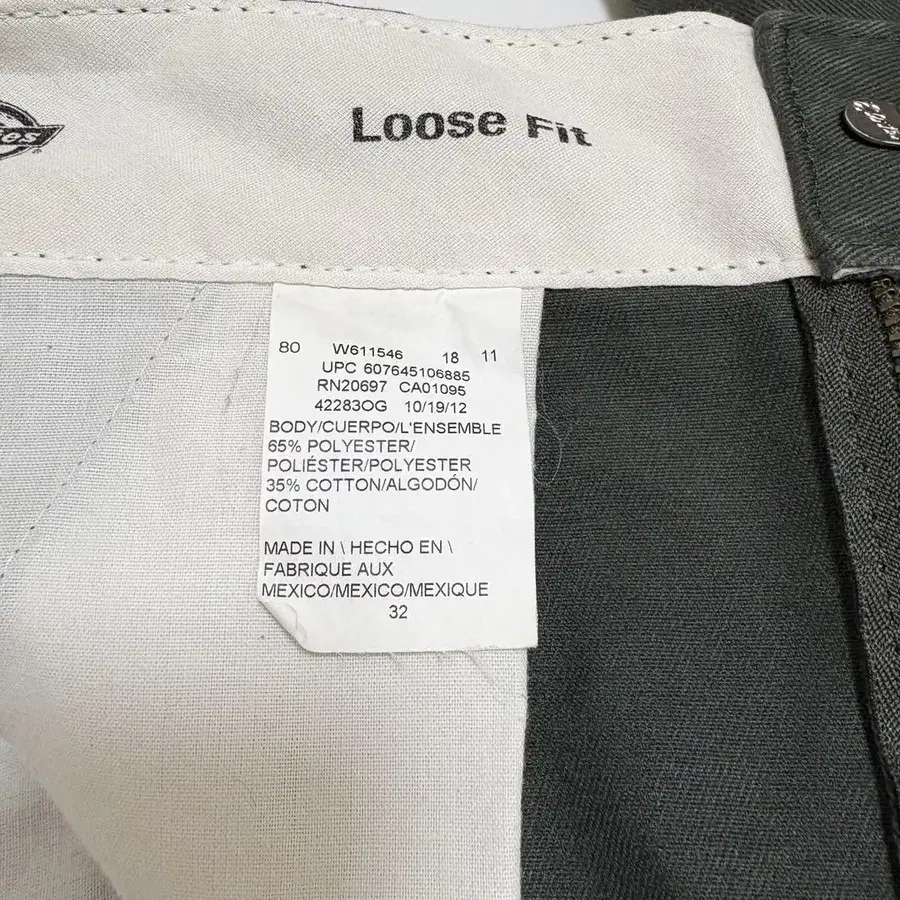 Loose Fit
80 W611546 18 11
UPC 607645106885
RN20697 CA01095
42283OG 10/19/12
BODY/CUERPO/L'ENSEMBLE
65% POLYESTER/
POLIÉSTER/POLYESTER
35% COTTON/ALGODÓN/
COTON
MADE IN \ HECHO EN \
FABRIQUE AUX
MEXICO/MEXICO/MEXIQUE
32